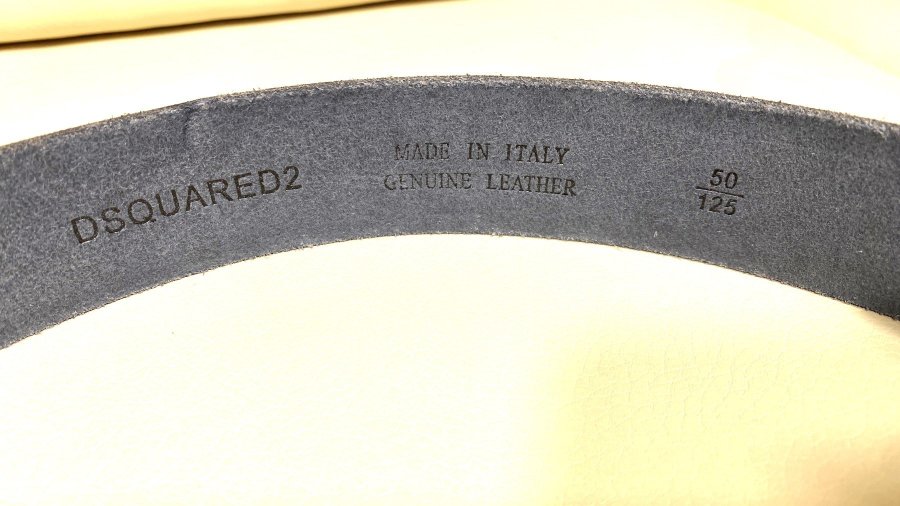 DSQUARED2
MADE IN ITALY
GENUINE LEATHER
50
125